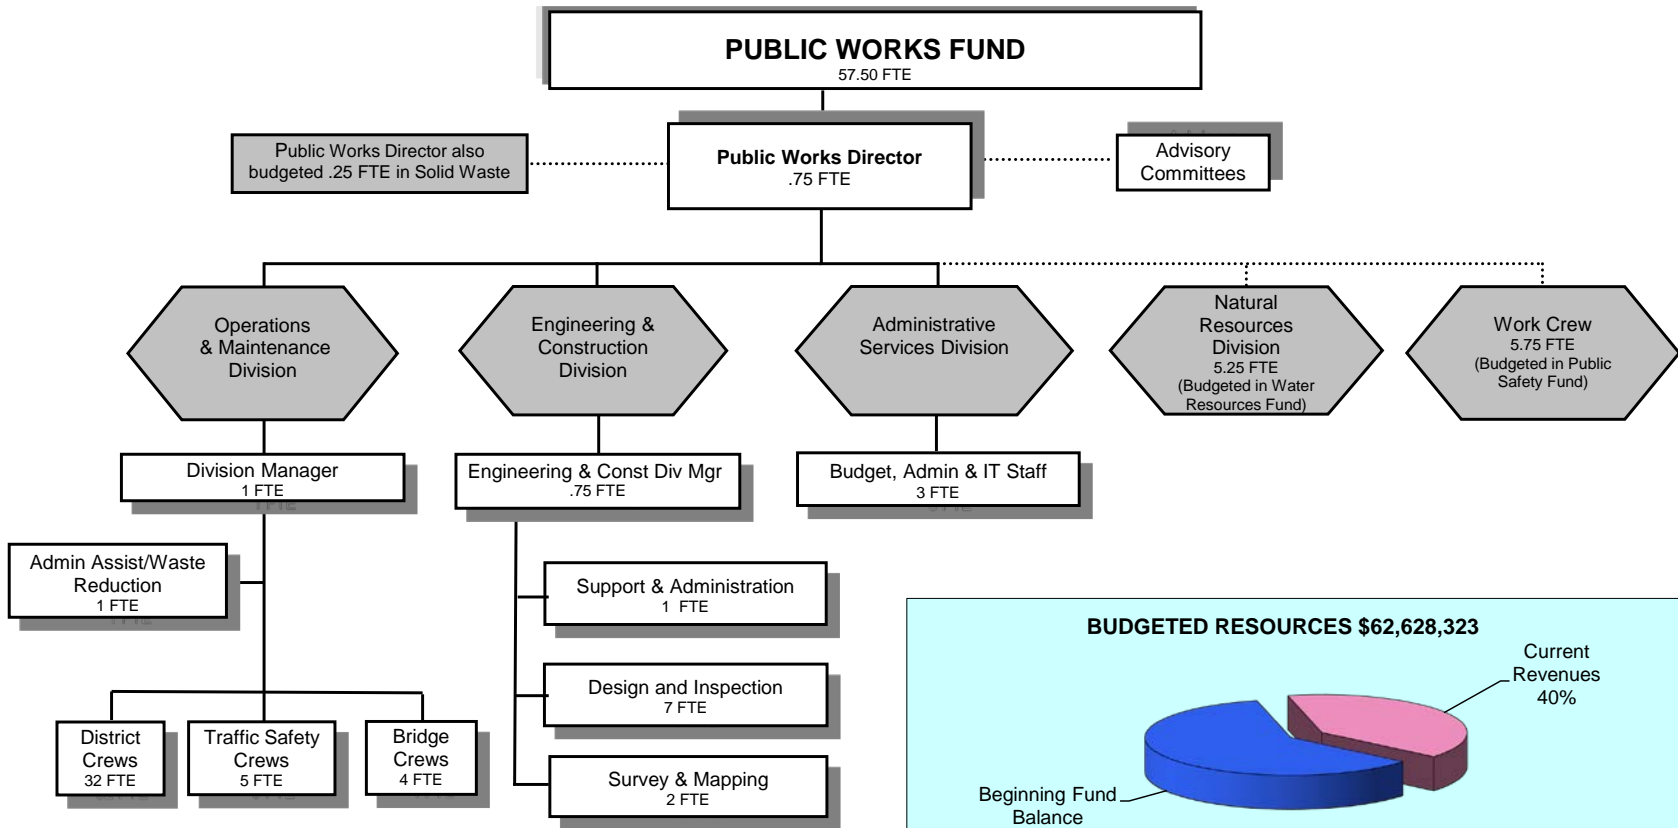 PUBLIC WORKS FUND
57.50 FTE
Public Works Director also
budgeted .25 FTE in Solid Waste
Public Works Director
.75 FTE
Advisory
Committees
Operations
& Maintenance
Division
Engineering &
Construction
Division
Administrative
Services Division
Natural
Resources
Division
5.25 FTE
(Budgeted in Water
Resources Fund)
Work Crew
5.75 FTE
(Budgeted in Public
Safety Fund)
Division Manager
1 FTE
Engineering & Const Div Mgr
.75 FTE
Budget, Admin & IT Staff
3 FTE
Admin Assist/Waste
Reduction
1 FTE
Support & Administration
1 FTE
Design and Inspection
7 FTE
Survey & Mapping
2 FTE
District
Crews
32 FTE
Traffic Safety
Crews
5 FTE
Bridge
Crews
4 FTE
BUDGETED RESOURCES $62,628,323
Current
Revenues
40%
Beginning Fund
Balance